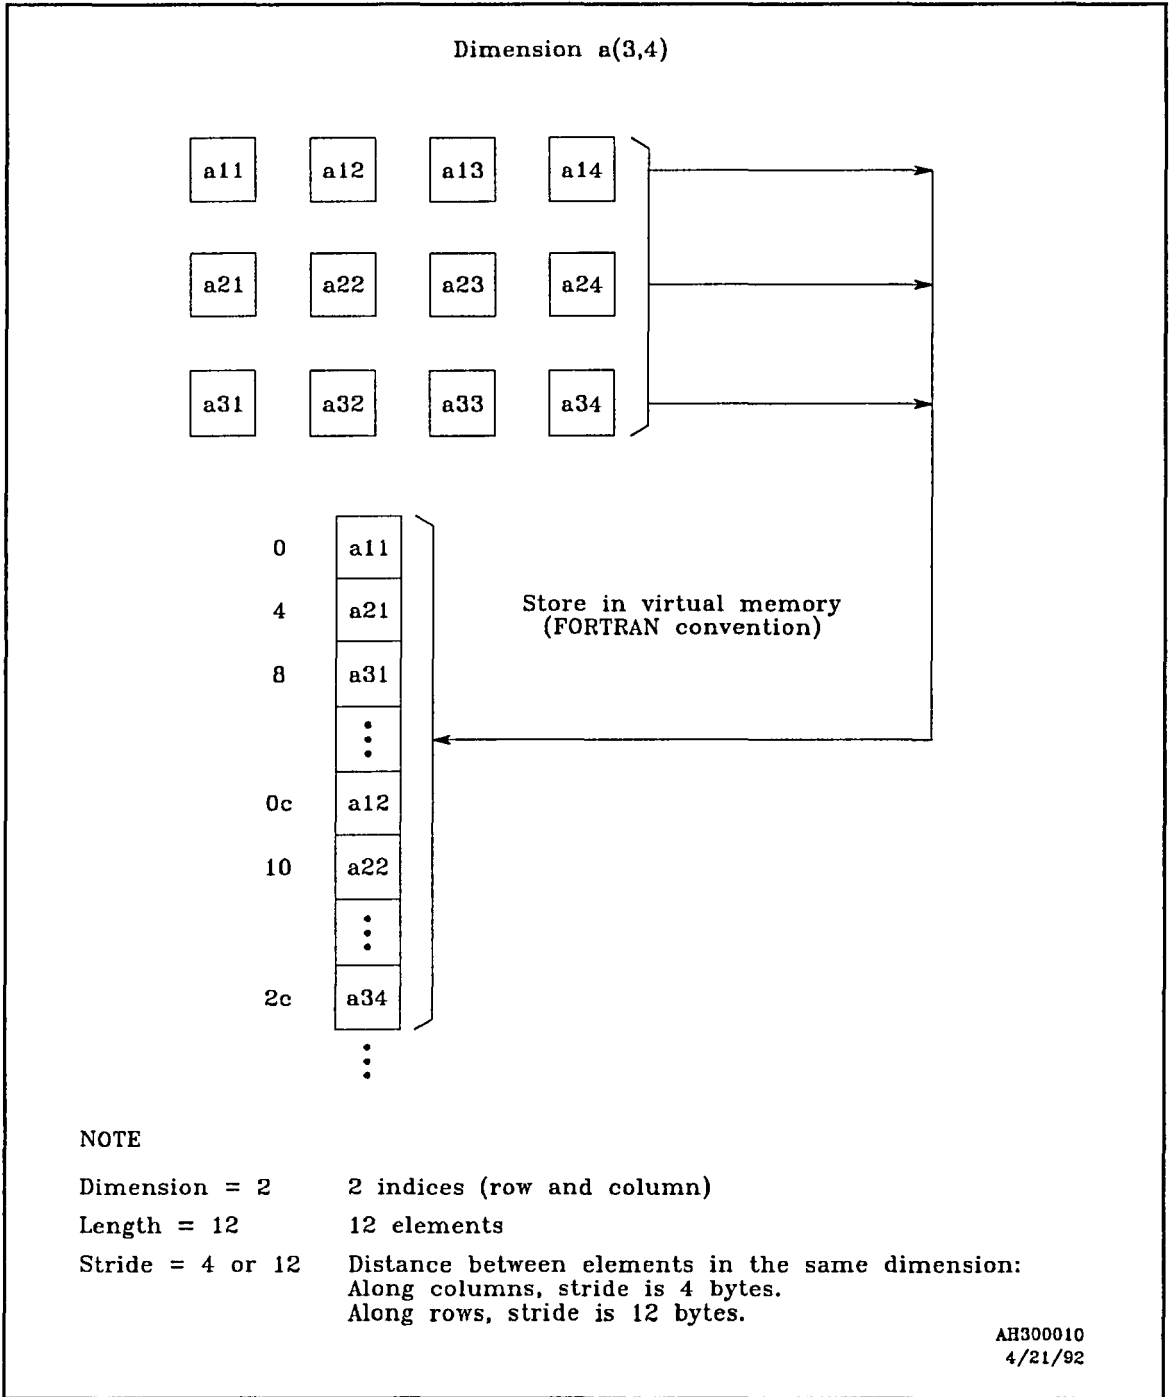 Dimension a(3,4)
a11 a12 a13 a14
a21 a22 a23 a24
a31 a32 a33 a34
0 a11
4 a21
8 a31
0c a12
10 a22
2c a34
Store in virtual memory
(FORTRAN convention)
NOTE
Dimension = 2 2 indices (row and column)
Length = 12 12 elements
Stride = 4 or 12 Distance between elements in the same dimension:
Along columns, stride is 4 bytes.
Along rows, stride is 12 bytes.
AH300010
4/21/92